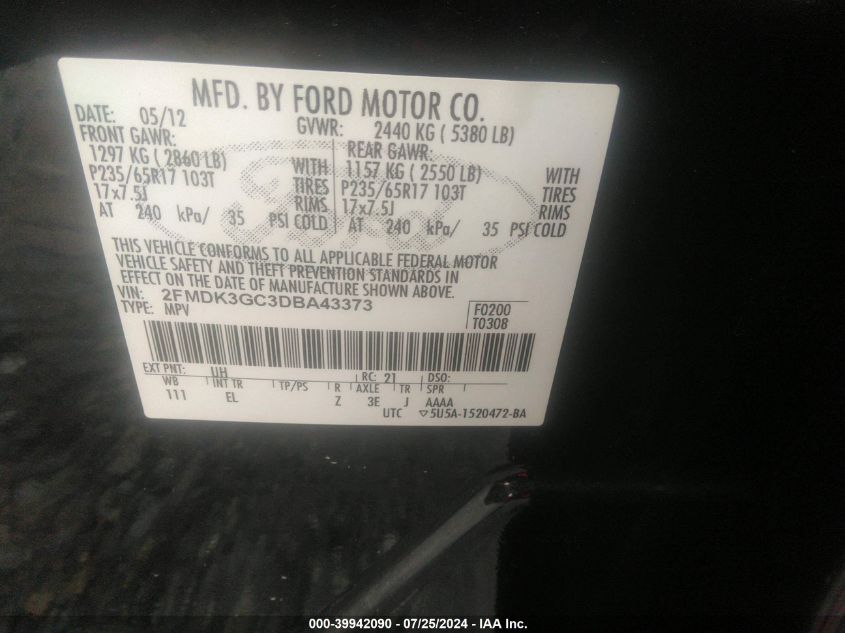 MFD. BY FORD MOTOR CO.
DATE: 05/12 GVWR: 2440 KG ( 5380 LB)
FRONT GAWR: REAR GAWR:
1297 KG ( 2860 LB) WITH 1157 KG ( 2550 LB) WITH
P235/65R17 103T TIRES P235/65R17 103T TIRES
17x7.5J RIMS 17x7.5J RIMS
AT 240 kPa/ 35 PSI COLD AT 240 kPa/ 35 PSI COLD
Ford
THIS VEHICLE CONFORMS TO ALL APPLICABLE FEDERAL MOTOR
VEHICLE SAFETY AND THEFT PREVENTION STANDARDS IN
EFFECT ON THE DATE OF MANUFACTURE SHOWN ABOVE.
VIN: 2FMDK3GC3DBA43373
TYPE: MPV
F0200
T0308
EXT PNT: UH RC: 21 DSO:
WB INT TR TP/PS R AXLE TR SPR
111 EL Z 3E J AAAA
UTC ▽5U5A-1520472-BA
000-39942090 - 07/25/2024 - IAA Inc.